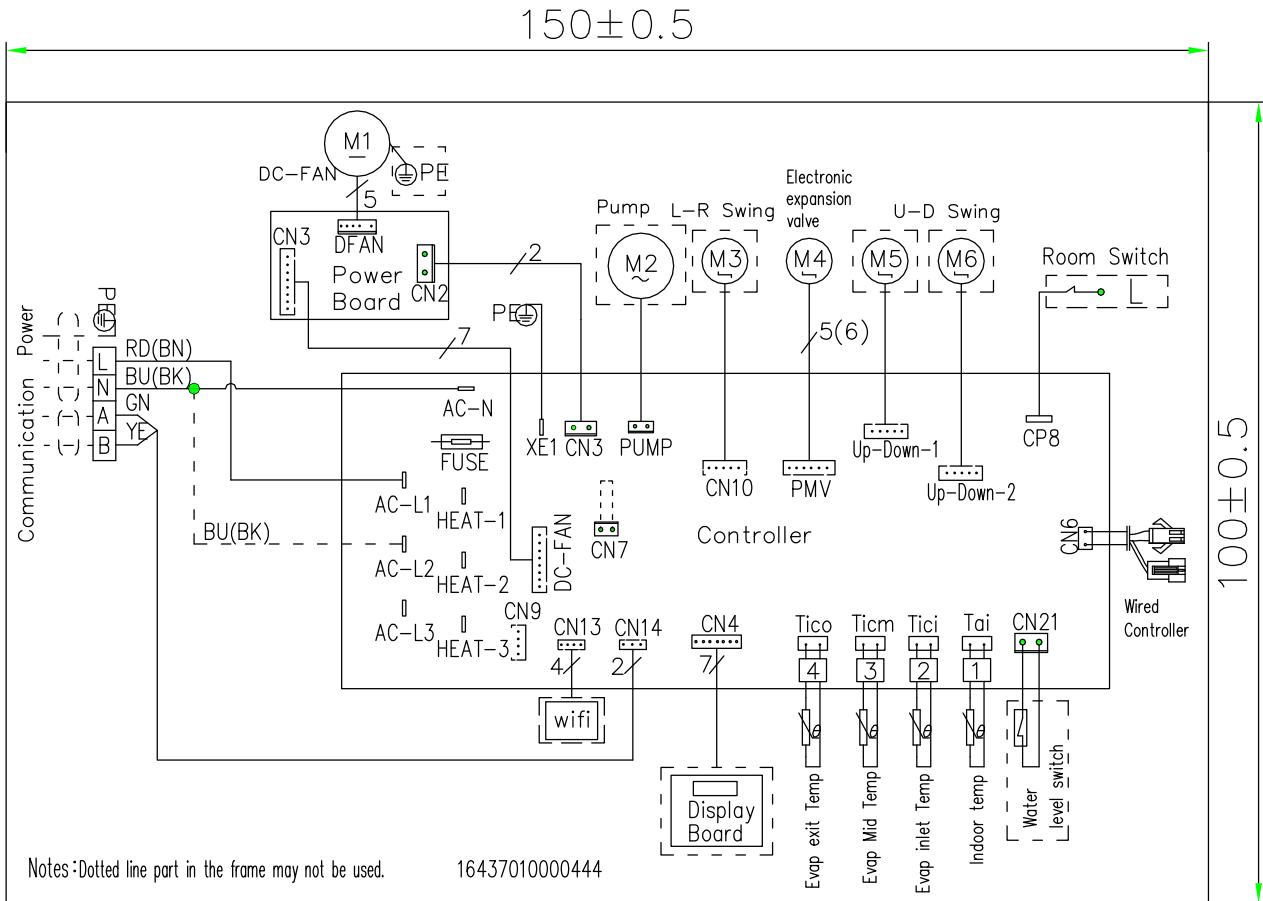 150±0.5
M1
DC-FAN
PE
5
CN3
DFAN
Power
Board
CN2
2
7
PE
Pump
M2
L-R Swing
M3
Electronic
expansion
valve
M4
5(6)
U-D Swing
M5
M6
Room Switch
L
Power
Communication
PE
L
N
A
B
RD(BN)
BU(BK)
GN
YE
BU(BK)
AC-N
FUSE
XE1
CN3
PUMP
CN10
PMV
Up-Down-1
Up-Down-2
CP8
AC-L1
HEAT-1
AC-L2
HEAT-2
AC-L3
HEAT-3
DC-FAN
CN7
Controller
CN6
Wired
Controller
100±0.5
CN9
CN13
4
wifi
CN14
2
CN4
7
Display
Board
Tico
Ticm
Tici
Tai
CN21
4
3
2
1
θ
θ
θ
θ
Evap exit Temp
Evap Mid Temp
Evap inlet Temp
Indoor temp
Water
level switch
Notes:Dotted line part in the frame may not be used.
16437010000444